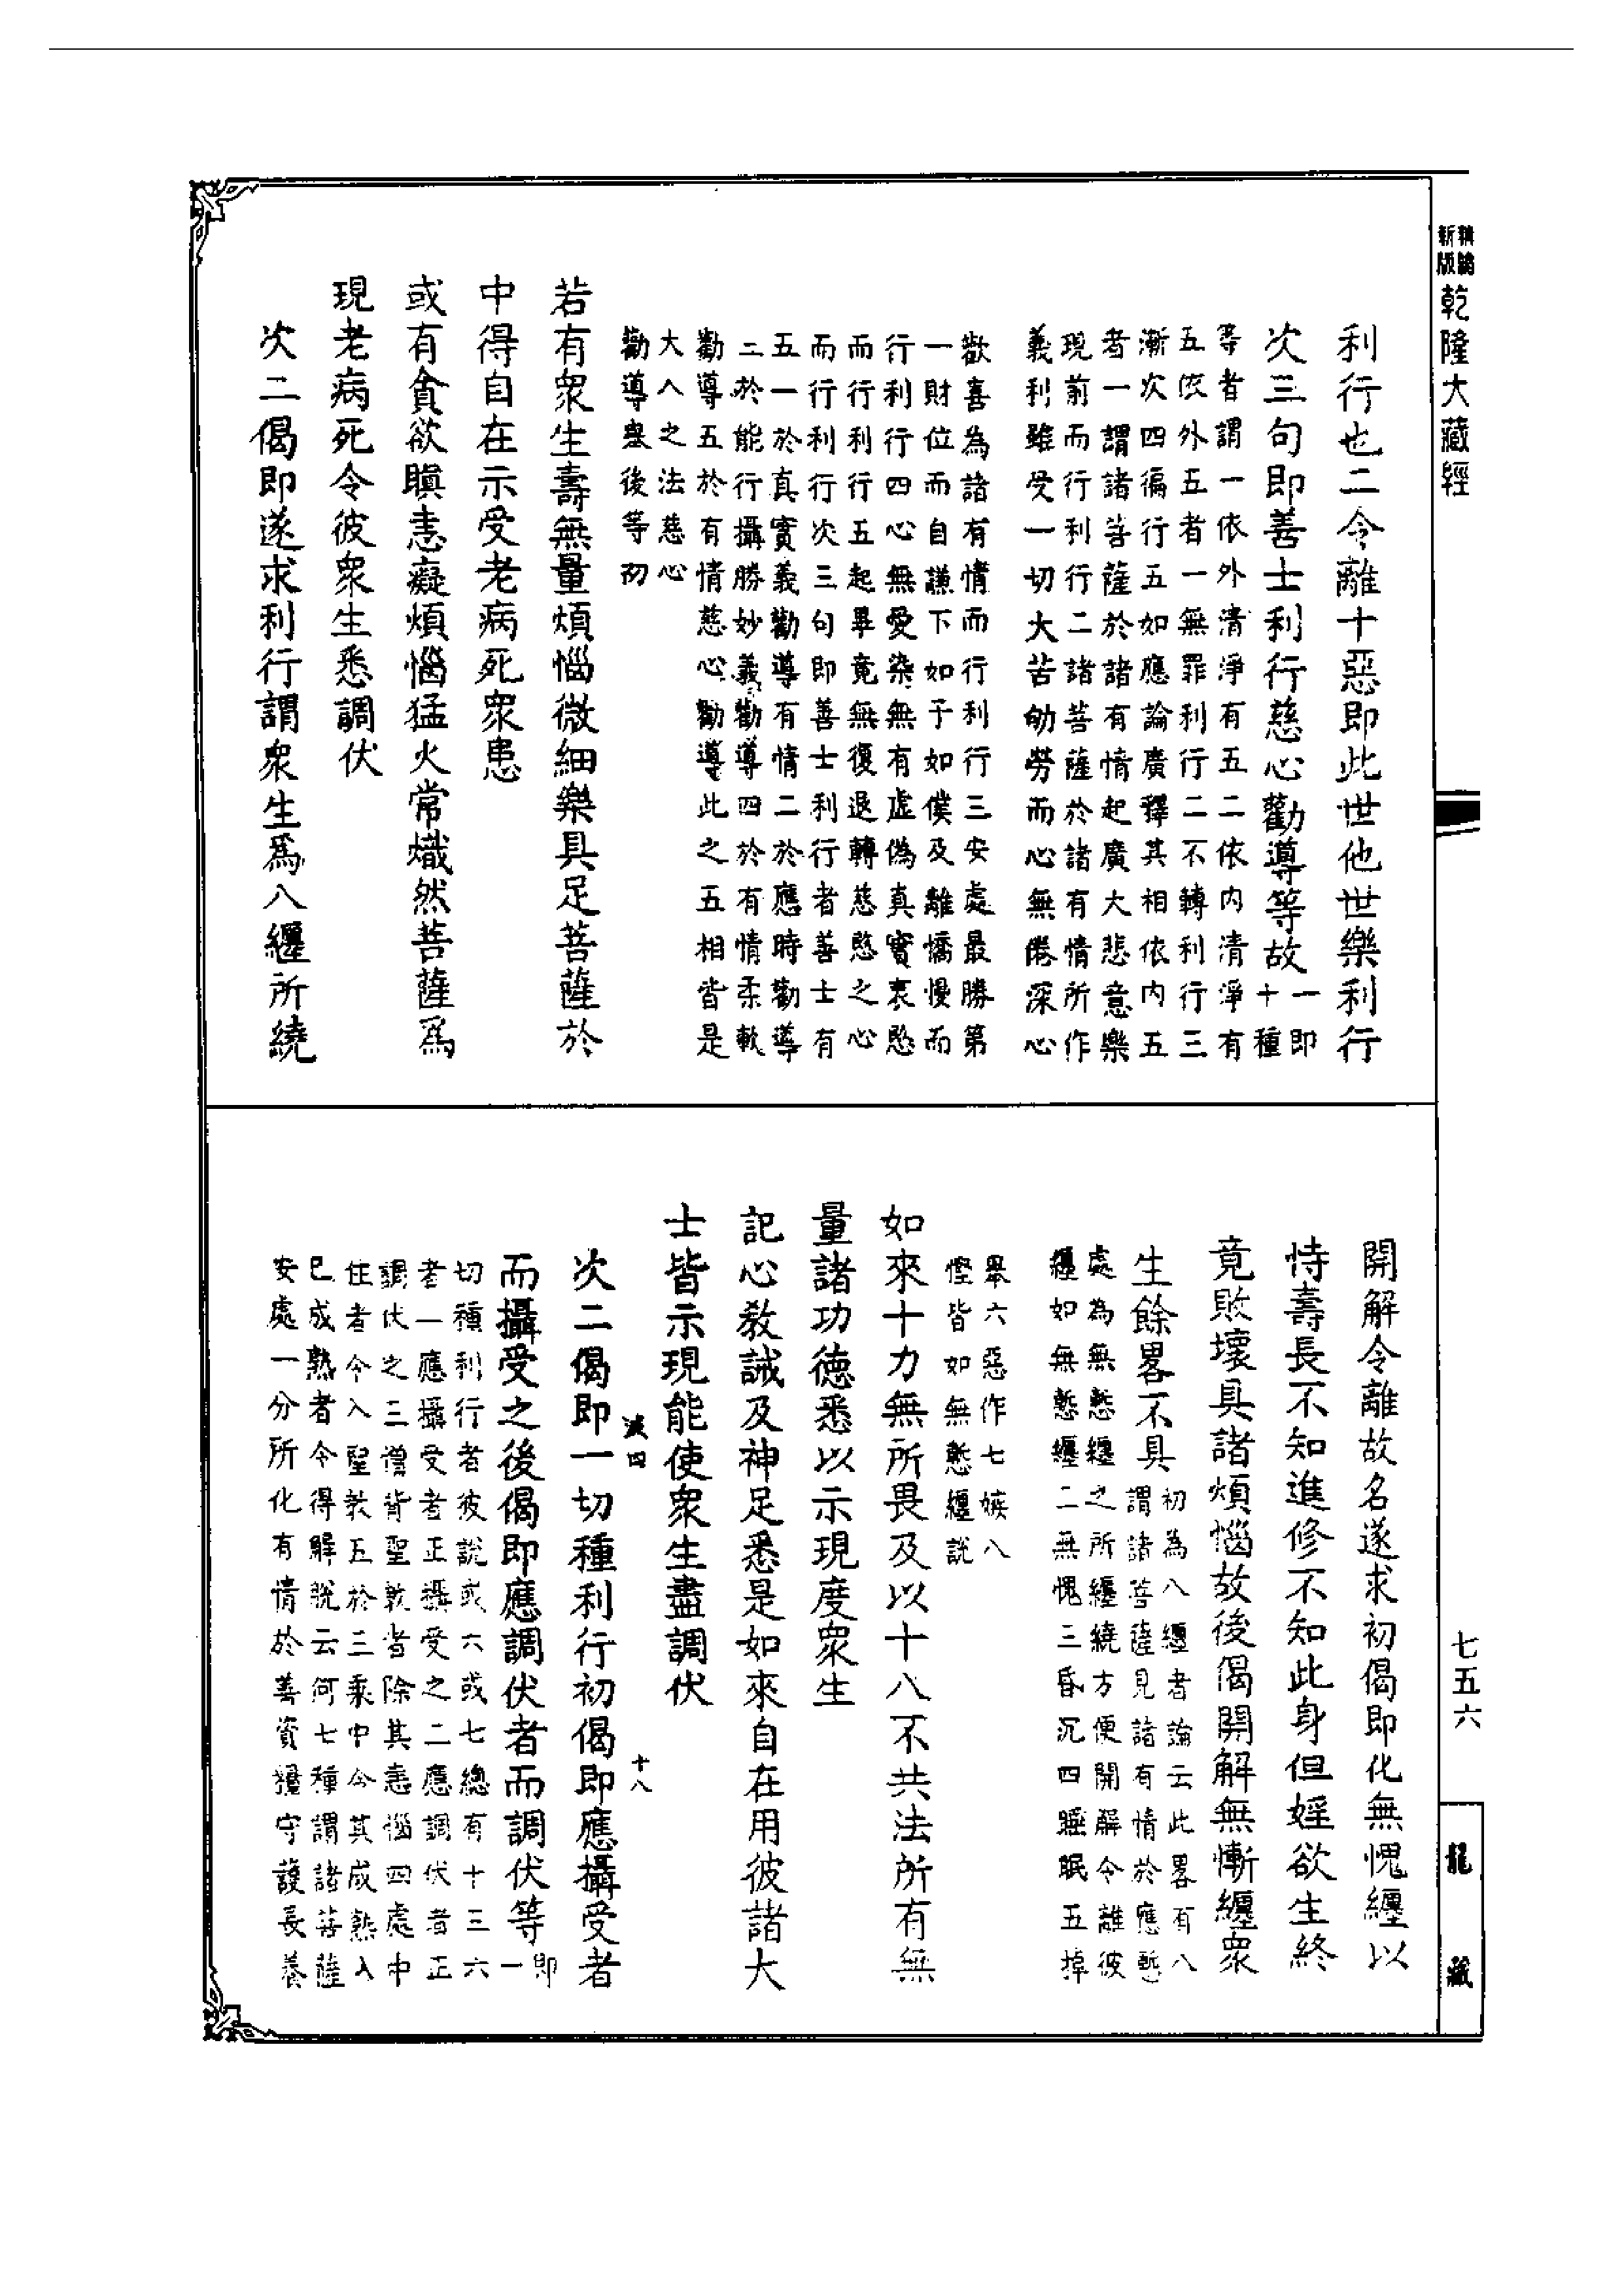 精縮
新版
乾隆大藏經
利行也二令離十惡即此世他世樂利行
次三句即善士利行慈心勸導等故
一即
十種
等者謂一依外清淨有五二依内清淨有
五依外五者一無罪利行二不轉利行三
漸次四徧行五如應論廣釋其相依内五
者一謂諸菩薩於諸有情起廣大悲意樂
現前而行利行二諸菩薩於諸有情所作
義利雖受一切大苦劬勞而心無倦深心
歡喜為諸有情而行利行三安處最勝第
一財位而自謙下如子如僕及離憍慢而
行利行四心無愛染無有虛偽真實哀愍
而行利行五起畢竟無復退轉慈愍之心
而行利行次三句即善士利行者善士有
五一於真實義勸導有情二於應時勸導
三於能行攝勝妙義勸導四於有情柔軟
勸導五於有情慈心勸導此之五相皆是
大人之法慈心
勸導舉後等初
若有眾生壽無量煩惱微細樂具足菩薩於
中得自在示受老病死眾患
或有貪欲瞋恚癡煩惱猛火常熾然菩薩爲
現老病死令彼眾生悉調伏
次二偈即遂求利行謂衆生爲八纏所繞
開解令離故名遂求初偈即化無愧纏以
恃壽長不知進修不知此身但婬欲生終
竟敗壞具諸煩惱故後偈開解無慚纏衆
生餘畧不具
初為八纏者論云此畧有八
謂諸菩薩見諸有情於應慙
處為無慙纏之所纏繞方便開解令離彼
纏如無慙纏二無愧三昏沉四睡眠五掉
舉六惡作七嫉八
慳皆如無慙纏説
如來十力無所畏及以十八不共法所有無
量諸功德悉以示現度眾生
記心教誡及神足悉是如來自在用彼諸大
士皆示現能使眾生盡調伏
減四
十八
次二偈即一切種利行初偈即應攝受者
而攝受之後偈即應調伏者而調伏等
即
一
切種利行者彼說或六或七總有十三六
者一應攝受者正攝受之二應調伏者正
調伏之三憎背聖教者除其恚惱四處中
住者令入聖教五於三乘中令其成熟入
已成熟者令得解脫云何七種謂諸菩薩
安處一分所化有情於善資糧守護長養
七五六
龍藏